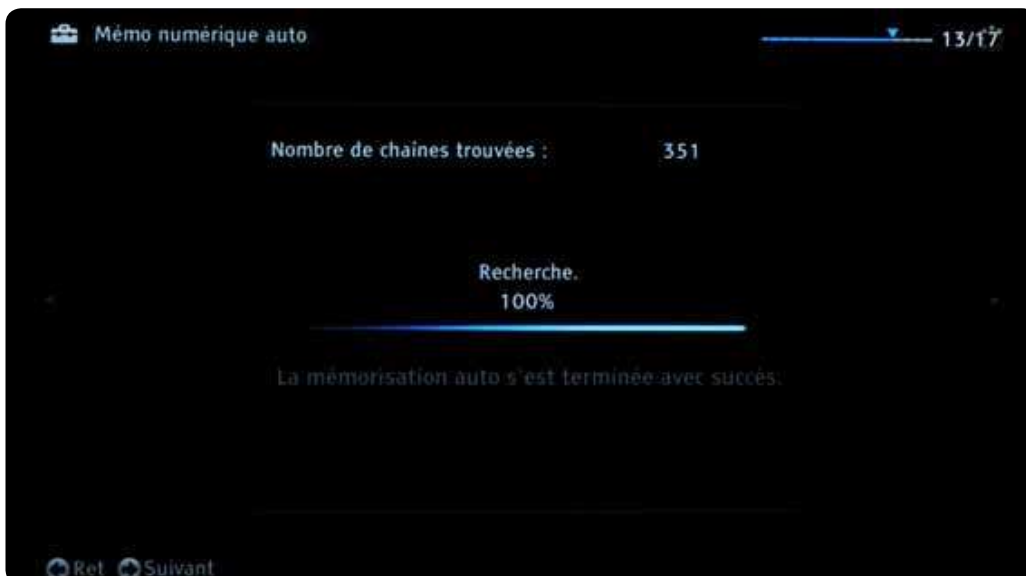 Mémo numérique auto
13/17
Nombre de chaînes trouvées : 351
Recherche.
100%
La mémorisation auto s'est terminée avec succès.
Ret Suivant